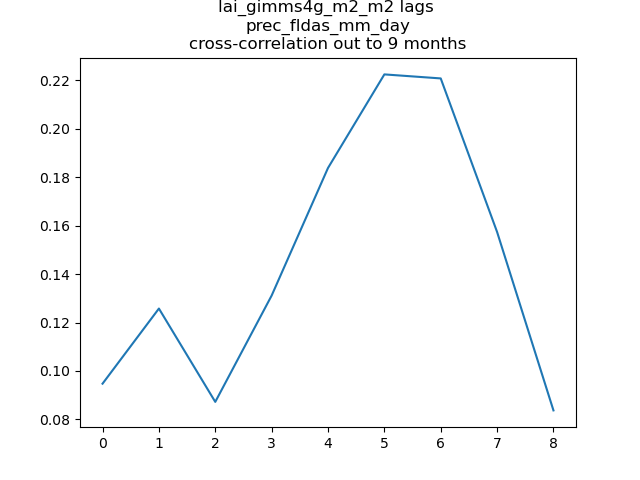 lai_gimms4g_m2_m2 lags
prec_fldas_mm_day
cross-correlation out to 9 months
0.22
0.20
0.18
0.16
0.14
0.12
0.10
0.08
0 1 2 3 4 5 6 7 8